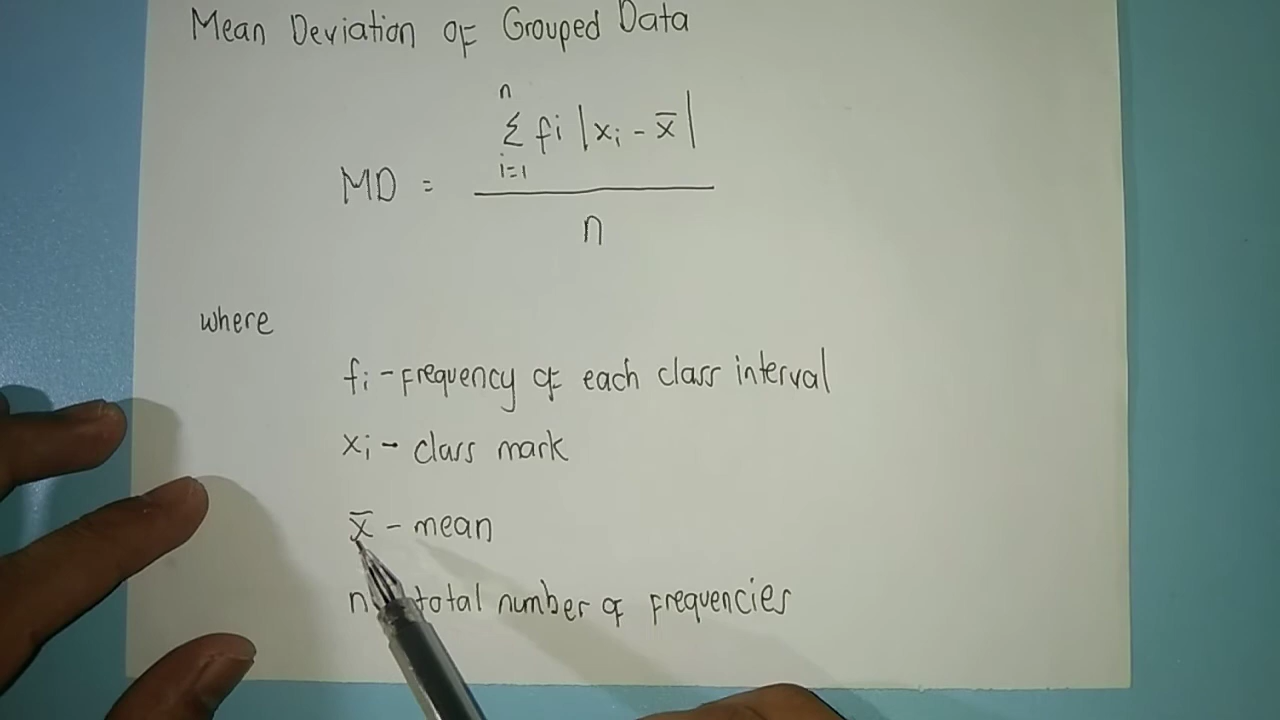 Mean Deviation of Grouped Data
n
Σ fi |xi - x̄|
i=1
MD =
n
where
fi - frequency of each class interval
xi - class mark
x̄ - mean
n - total number of frequencies